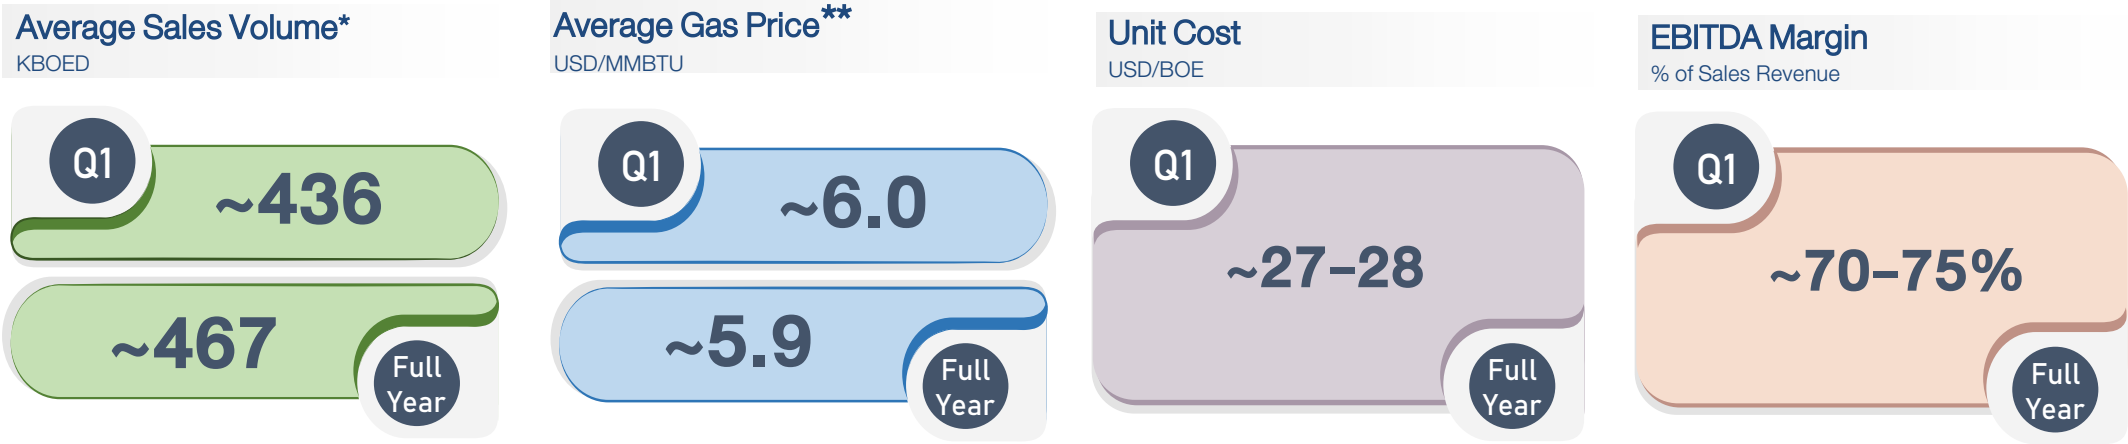 Average Sales Volume*
KBOED
Q1
~436
~467
Full
Year
Average Gas Price**
USD/MMBTU
Q1
~6.0
~5.9
Full
Year
Unit Cost
USD/BOE
Q1
~27-28
Full
Year
EBITDA Margin
% of Sales Revenue
Q1
~70-75%
Full
Year